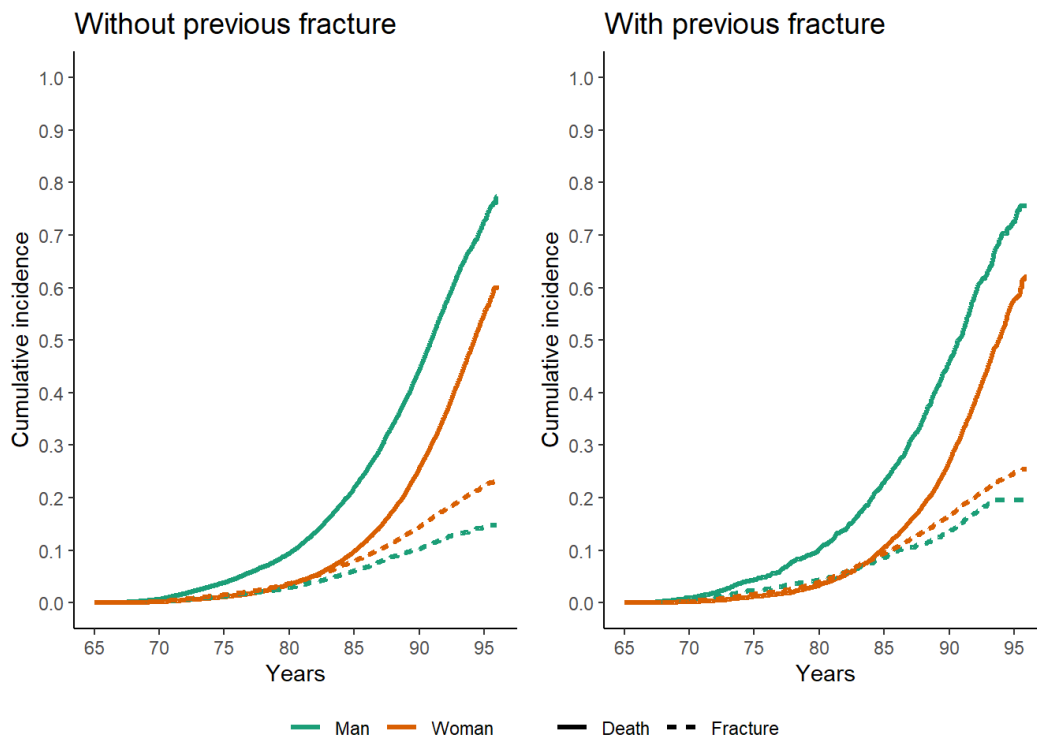 Without previous fracture
With previous fracture
1.0
0.9
0.8
0.7
0.6
0.5
0.4
0.3
0.2
0.1
0.0
Cumulative incidence
65 70 75 80 85 90 95
Years
1.0
0.9
0.8
0.7
0.6
0.5
0.4
0.3
0.2
0.1
0.0
Cumulative incidence
65 70 75 80 85 90 95
Years
Man Woman Death Fracture